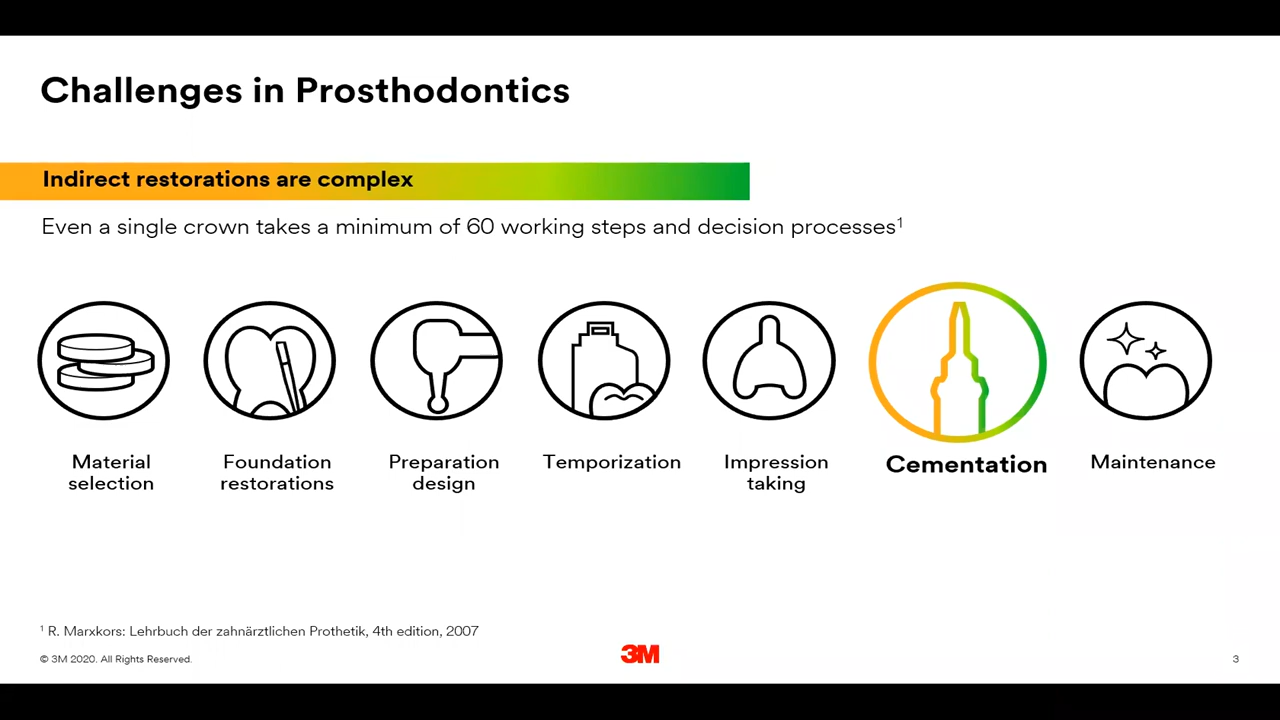 Challenges in Prosthodontics
Indirect restorations are complex
Even a single crown takes a minimum of 60 working steps and decision processes¹
Material
selection
Foundation
restorations
Preparation
design
Temporization
Impression
taking
Cementation
Maintenance
¹ R. Marxkors: Lehrbuch der zahnärztlichen Prothetik, 4th edition, 2007
© 3M 2020. All Rights Reserved.
3M
3